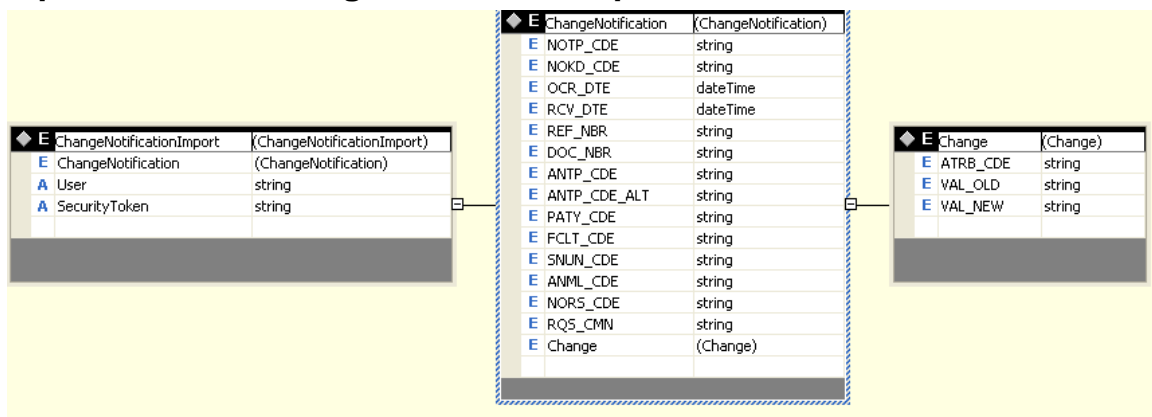 E ChangeNotificationImport (ChangeNotificationImport)
E ChangeNotification (ChangeNotification)
A User string
A SecurityToken string
E ChangeNotification (ChangeNotification)
E NOTP_CDE string
E NOKD_CDE string
E OCR_DTE dateTime
E RCV_DTE dateTime
E REF_NBR string
E DOC_NBR string
E ANTP_CDE string
E ANTP_CDE_ALT string
E PATY_CDE string
E FCLT_CDE string
E SNUN_CDE string
E ANML_CDE string
E NORS_CDE string
E RQS_CMN string
E Change (Change)
E Change (Change)
E ATRB_CDE string
E VAL_OLD string
E VAL_NEW string